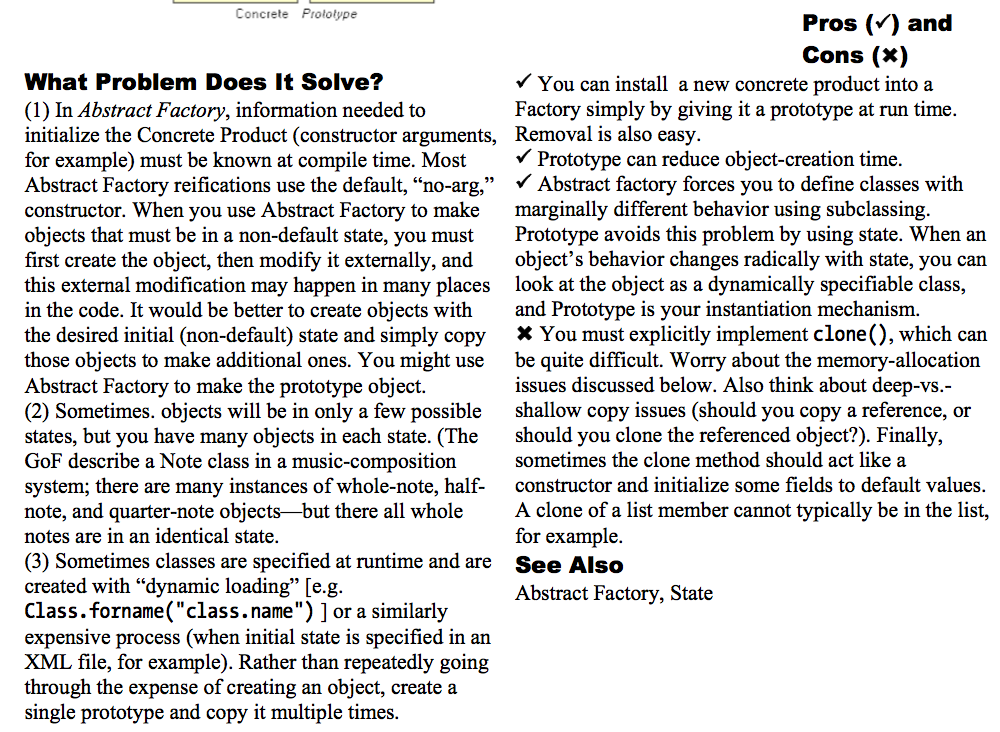 Concrete Prototype
What Problem Does It Solve?
(1) In Abstract Factory, information needed to
initialize the Concrete Product (constructor arguments,
for example) must be known at compile time. Most
Abstract Factory reifications use the default, “no-arg,”
constructor. When you use Abstract Factory to make
objects that must be in a non-default state, you must
first create the object, then modify it externally, and
this external modification may happen in many places
in the code. It would be better to create objects with
the desired initial (non-default) state and simply copy
those objects to make additional ones. You might use
Abstract Factory to make the prototype object.
(2) Sometimes. objects will be in only a few possible
states, but you have many objects in each state. (The
GoF describe a Note class in a music-composition
system; there are many instances of whole-note, half-
note, and quarter-note objects—but there all whole
notes are in an identical state.
(3) Sometimes classes are specified at runtime and are
created with “dynamic loading” [e.g.
Class.forname("class.name") ] or a similarly
expensive process (when initial state is specified in an
XML file, for example). Rather than repeatedly going
through the expense of creating an object, create a
single prototype and copy it multiple times.
Pros (✓) and
Cons (✖)
✓ You can install a new concrete product into a
Factory simply by giving it a prototype at run time.
Removal is also easy.
✓ Prototype can reduce object-creation time.
✓ Abstract factory forces you to define classes with
marginally different behavior using subclassing.
Prototype avoids this problem by using state. When an
object’s behavior changes radically with state, you can
look at the object as a dynamically specifiable class,
and Prototype is your instantiation mechanism.
✖ You must explicitly implement clone(), which can
be quite difficult. Worry about the memory-allocation
issues discussed below. Also think about deep-vs.-
shallow copy issues (should you copy a reference, or
should you clone the referenced object?). Finally,
sometimes the clone method should act like a
constructor and initialize some fields to default values.
A clone of a list member cannot typically be in the list,
for example.
See Also
Abstract Factory, State